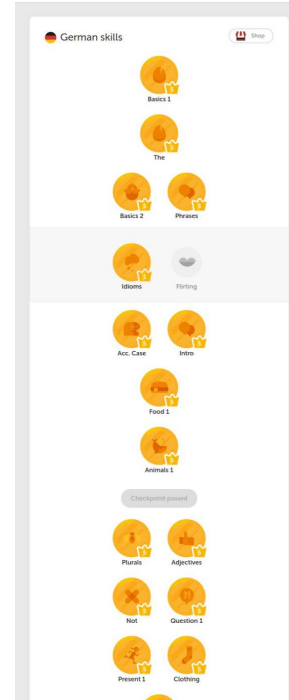 German skills
Shop
Basics 1
The
Basics 2
Phrases
Idioms
Flirting
Acc. Case
Intro
Food 1
Animals 1
Checkpoint passed
Plurals
Adjectives
Not
Question 1
Present 1
Clothing